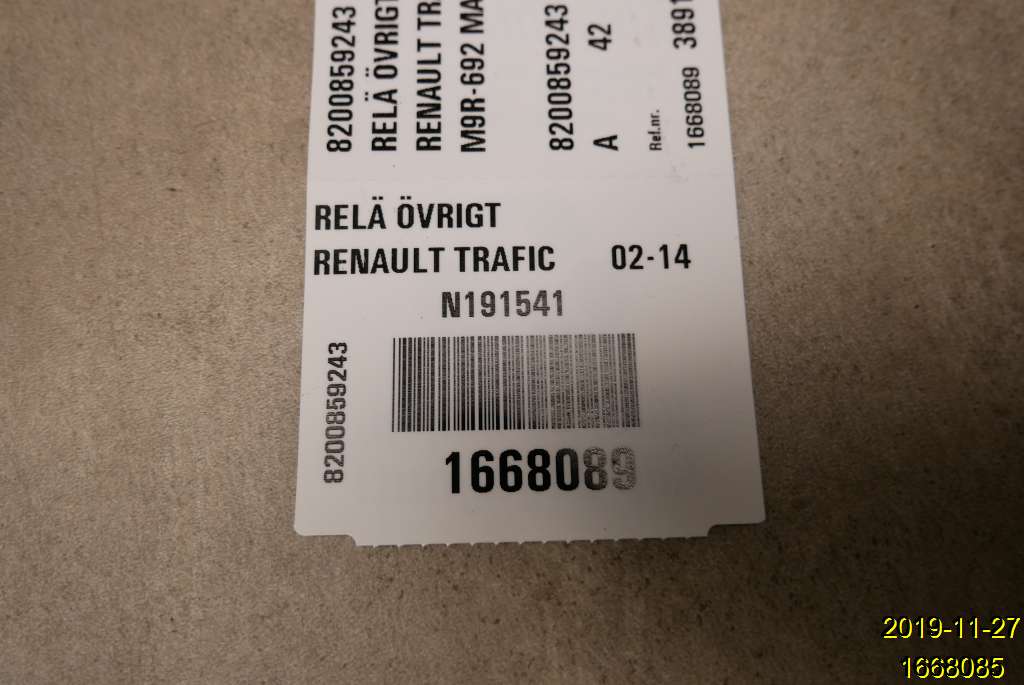 8200859243
RELÄ ÖVRIGT
RENAULT TR
M9R-692 MA
8200859243
A 42
Rel.nr.
1668089 3891
RELÄ ÖVRIGT
RENAULT TRAFIC 02-14
N191541
8200859243
1668089
2019-11-27
1668085